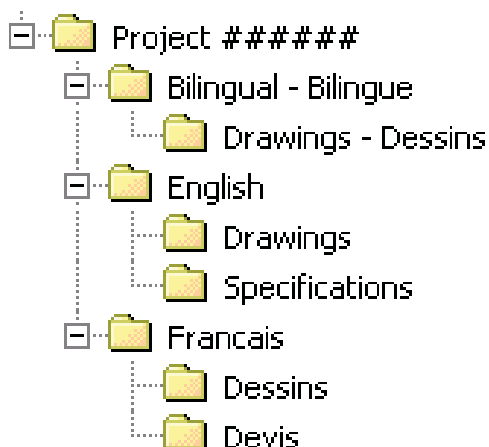 Project ######
Bilingual - Bilingue
Drawings - Dessins
English
Drawings
Specifications
Francais
Dessins
Devis